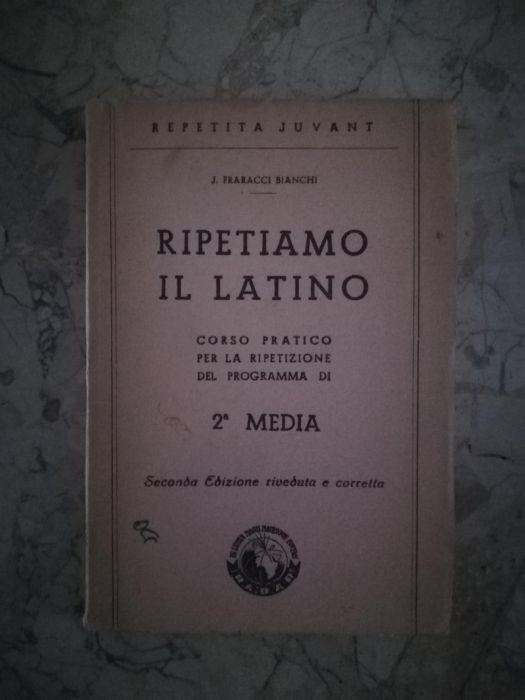 REPETITA JUVANT
J. FRARACCI BIANCHI
RIPETIAMO
IL LATINO
CORSO PRATICO
PER LA RIPETIZIONE
DEL PROGRAMMA DI
2ª MEDIA
Seconda Edizione riveduta e corretta
RADAR